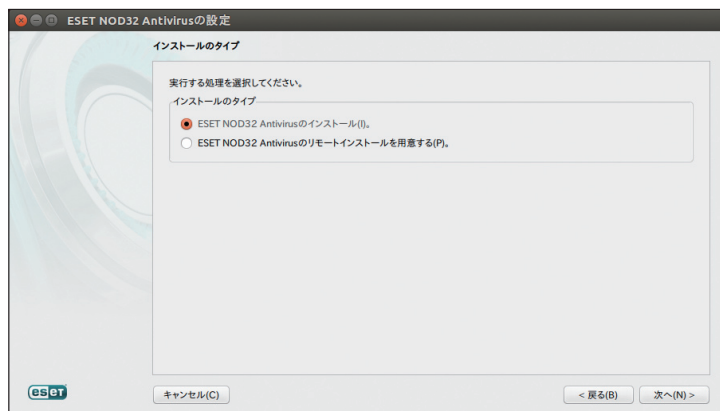 ESET NOD32 Antivirusの設定
インストールのタイプ
実行する処理を選択してください。
インストールのタイプ
ESET NOD32 Antivirusのインストール(I)。
ESET NOD32 Antivirusのリモートインストールを用意する(P)。
eseT
キャンセル(C)
< 戻る(B)
次へ(N) >